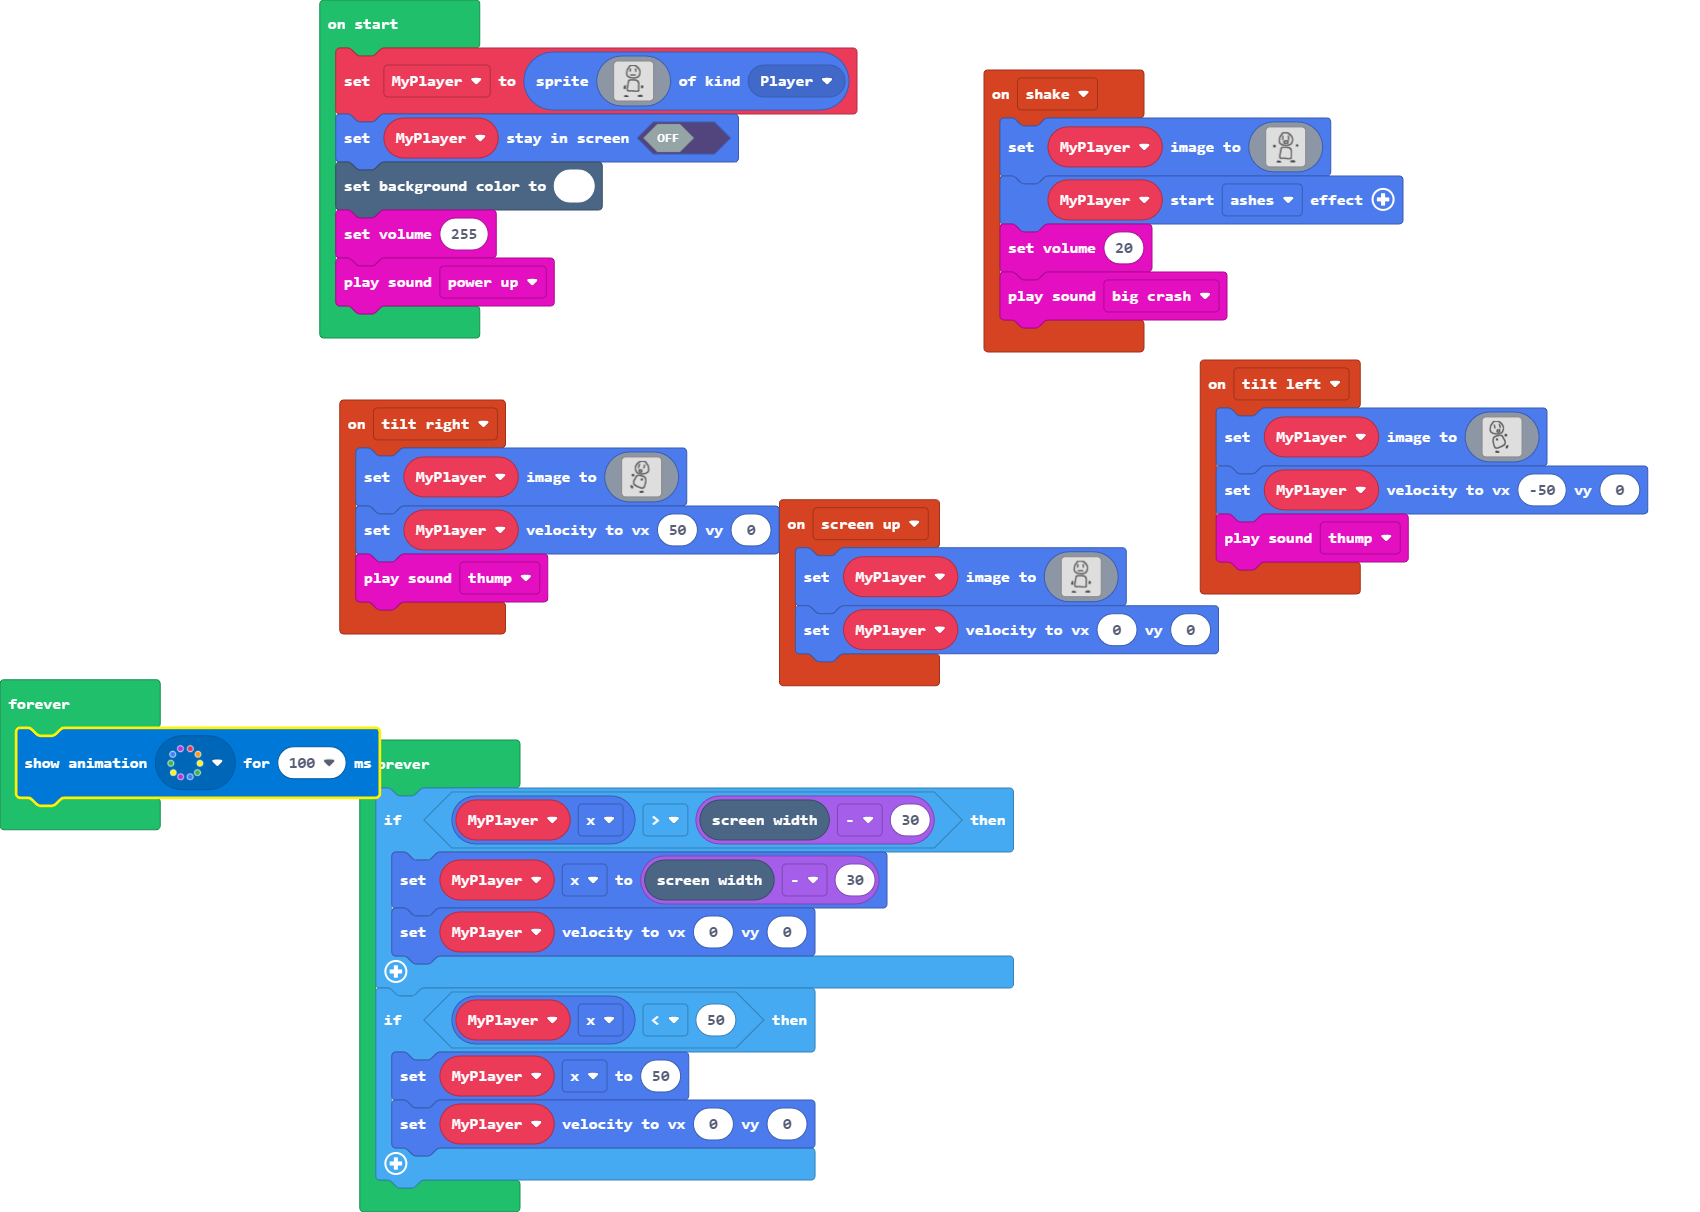 on start
set MyPlayer to sprite of kind Player
set MyPlayer stay in screen OFF
set background color to
set volume 255
play sound power up
on shake
set MyPlayer image to
MyPlayer start ashes effect
set volume 20
play sound big crash
on tilt left
set MyPlayer image to
set MyPlayer velocity to vx -50 vy 0
play sound thump
on tilt right
set MyPlayer image to
set MyPlayer velocity to vx 50 vy 0
play sound thump
on screen up
set MyPlayer image to
set MyPlayer velocity to vx 0 vy 0
forever
show animation for 100 ms
orever
if MyPlayer x > screen width - 30 then
set MyPlayer x to screen width - 30
set MyPlayer velocity to vx 0 vy 0
if MyPlayer x < 50 then
set MyPlayer x to 50
set MyPlayer velocity to vx 0 vy 0